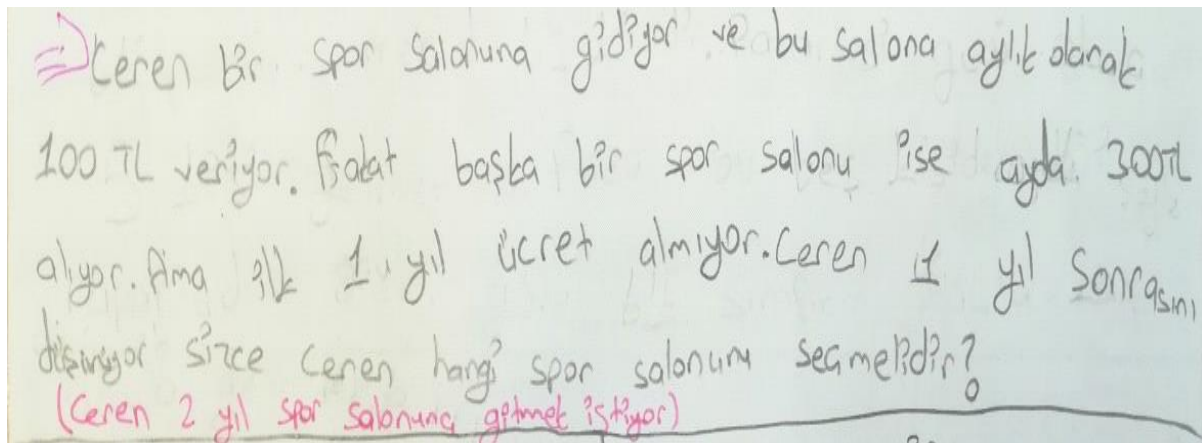 ⇒ Ceren bir spor salonuna gidiyor ve bu salona aylık olarak
100 TL veriyor. Fakat başka bir spor salonu ise ayda. 300TL
alıyor. Ama ilk 1 yıl ücret almıyor. Ceren 1 yıl sonrasını
düşünüyor sizce Ceren hangi spor salonunu seçmelidir?
(Ceren 2 yıl spor salonuna gitmek istiyor)